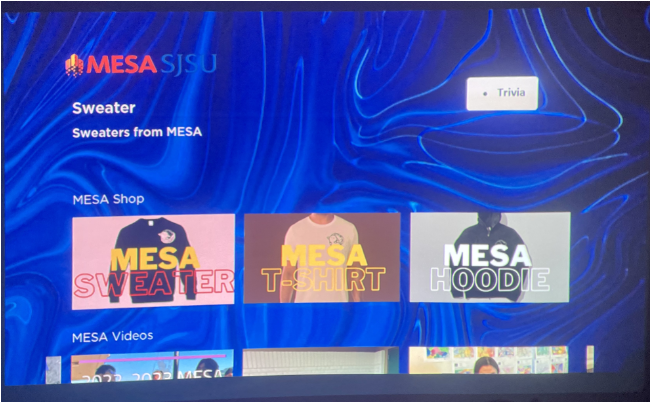 MESA SJSU
Trivia
Sweater
Sweaters from MESA
MESA Shop
MESA
SWEATER
MESA
T-SHIRT
MESA
HOODIE
MESA Videos
2022-2023 MESA